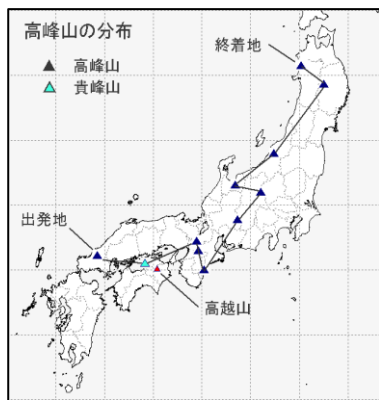 高峰山の分布
高峰山
貴峰山
終着地
出発地
高越山